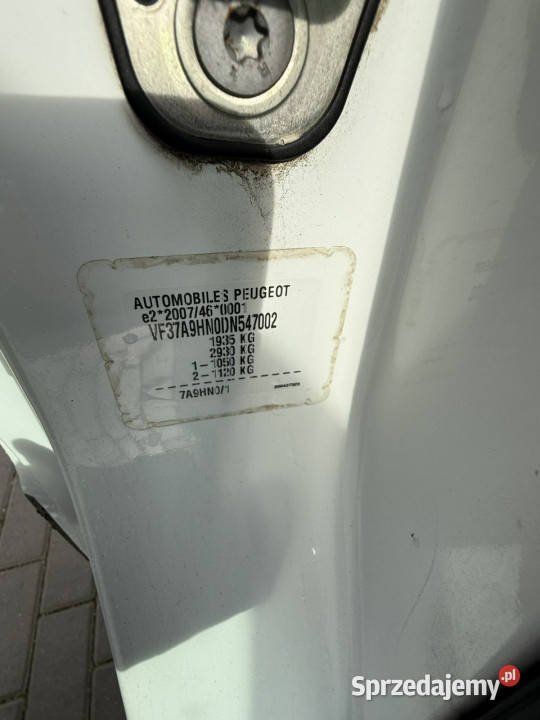 AUTOMOBILES PEUGEOT
e2*2007/46*0001
VF37A9HN0DN547002
1935 KG
2930 KG
1-1050 KG
2-1120 KG
7A9HN0/1
Sprzedajemy.pl